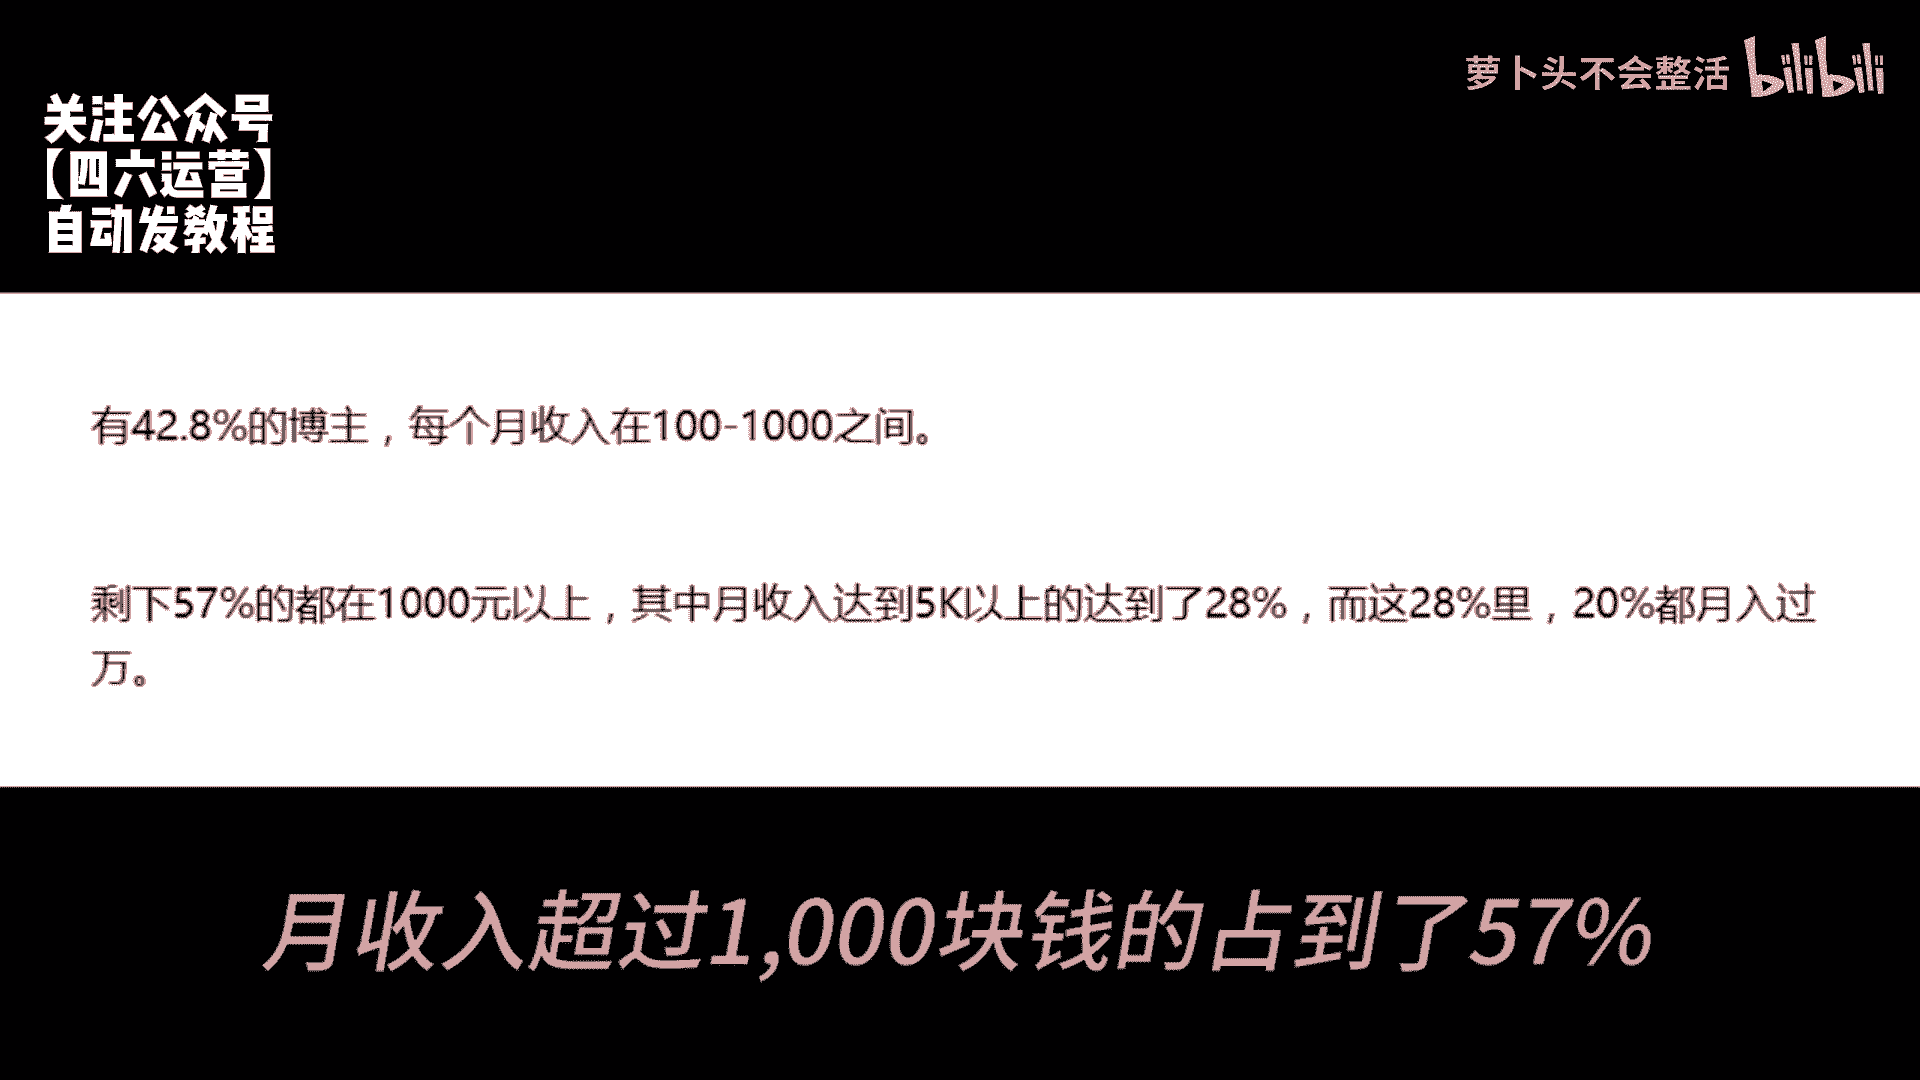 萝卜头不会整活 bilibili
关注公众号
【四六运营】
自动发教程
有42.8%的博主，每个月收入在100-1000之间。
剩下57%的都在1000元以上，其中月收入达到5K以上的达到了28%，而这28%里，20%都月入过
万。
月收入超过1,000块钱的占到了57%